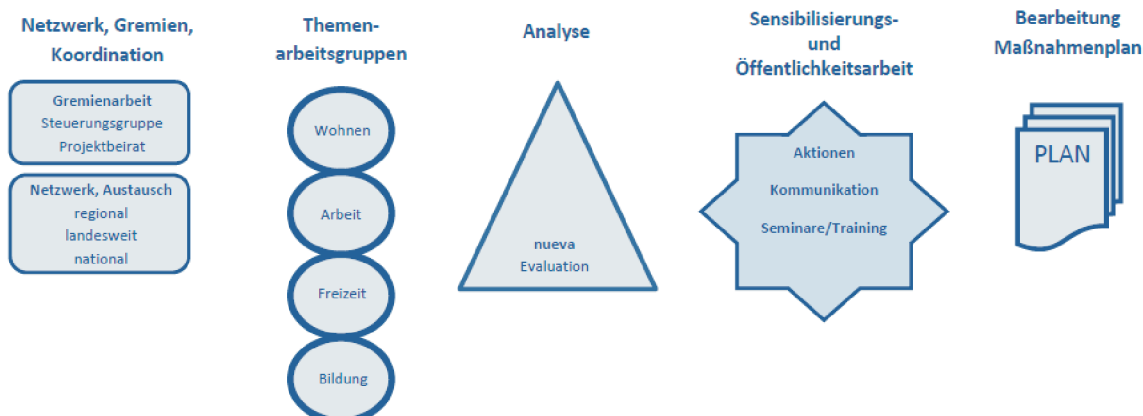 Netzwerk, Gremien,
Koordination
Gremienarbeit
Steuerungsgruppe
Projektbeirat
Netzwerk, Austausch
regional
landesweit
national
Themen-
arbeitsgruppen
Wohnen
Arbeit
Freizeit
Bildung
Analyse
nueva
Evaluation
Sensibilisierungs-
und
Öffentlichkeitsarbeit
Aktionen
Kommunikation
Seminare/Training
Bearbeitung
Maßnahmenplan
PLAN